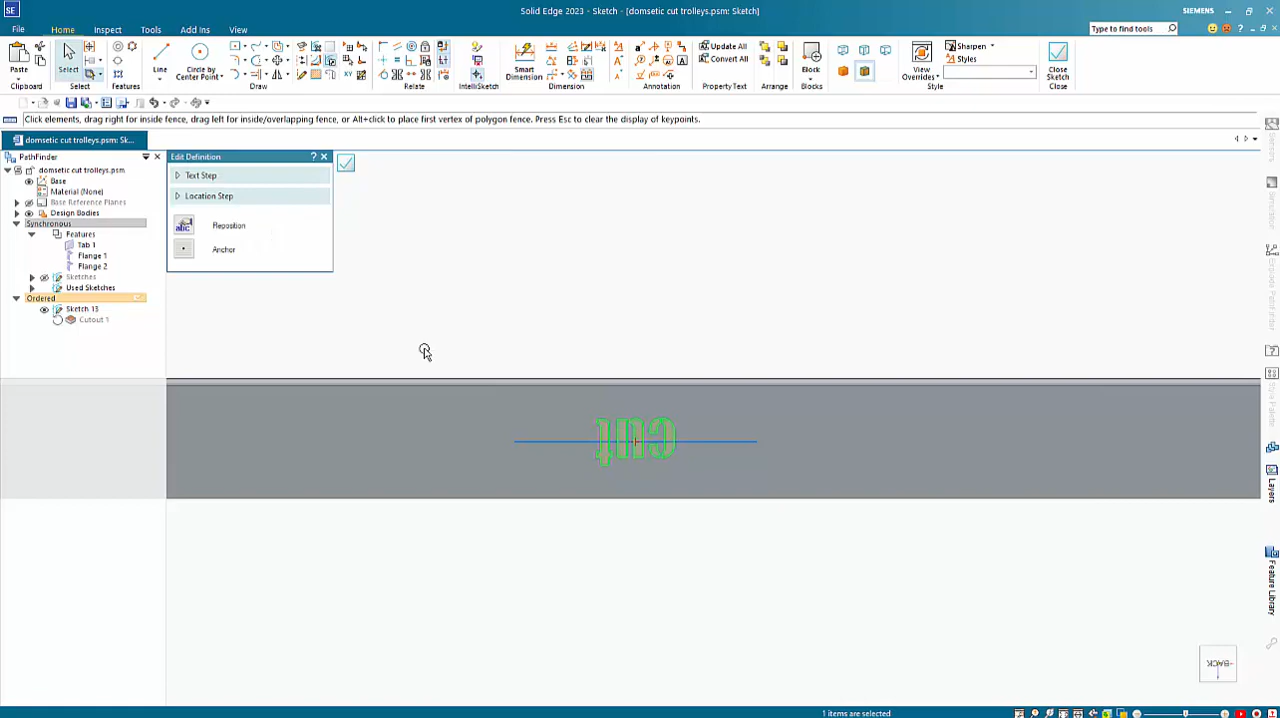 Solid Edge 2023 - Sketch - [domsetic cut trolleys.psm: Sketch]
SIEMENS
File Home Inspect Tools Sketching Add Ins View
Type to find tools
Paste
Select
Line
Circle by Center Point
Smart Dimension
Update All
Convert All
Block
View Overrides
Sharpen
Styles
Close Sketch
Clipboard Select Features Draw Relate IntelliSketch Dimension Annotation Property Text Arrange Blocks Style Close
Click elements, drag right for inside fence, drag left for inside/overlapping fence, or Alt+click to place first vertex of polygon fence. Press Esc to clear the display of keypoints.
domsetic cut trolleys.psm: Sk...
PathFinder
domsetic cut trolleys.psm
Base
Material (None)
Base Reference Planes
Design Bodies
Synchronous
Features
Tab 1
Flange 1
Flange 2
Sketches
Used Sketches
Ordered
Sketch 13
Cutout 1
Edit Definition
Text Step
Location Step
abc Reposition
Anchor
cut
BACK
Layers
Feature Library
1 items are selected